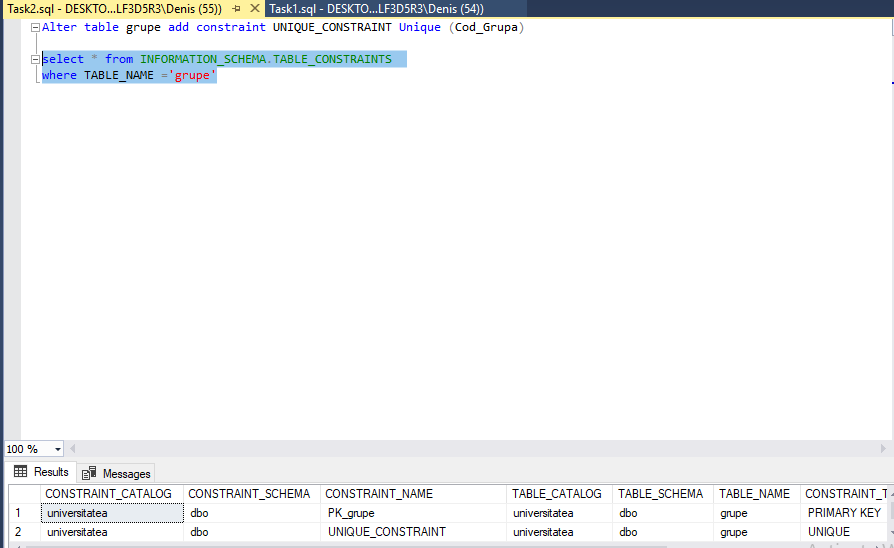 Task2.sql - DESKTO...LF3D5R3\Denis (55)) Task1.sql - DESKTO...LF3D5R3\Denis (54))
Alter table grupe add constraint UNIQUE_CONSTRAINT Unique (Cod_Grupa)
select * from INFORMATION_SCHEMA.TABLE_CONSTRAINTS
where TABLE_NAME ='grupe'
100 %
Results Messages
CONSTRAINT_CATALOG CONSTRAINT_SCHEMA CONSTRAINT_NAME TABLE_CATALOG TABLE_SCHEMA TABLE_NAME CONSTRAINT_T
1 universitatea dbo PK_grupe universitatea dbo grupe PRIMARY KEY
2 universitatea dbo UNIQUE_CONSTRAINT universitatea dbo grupe UNIQUE